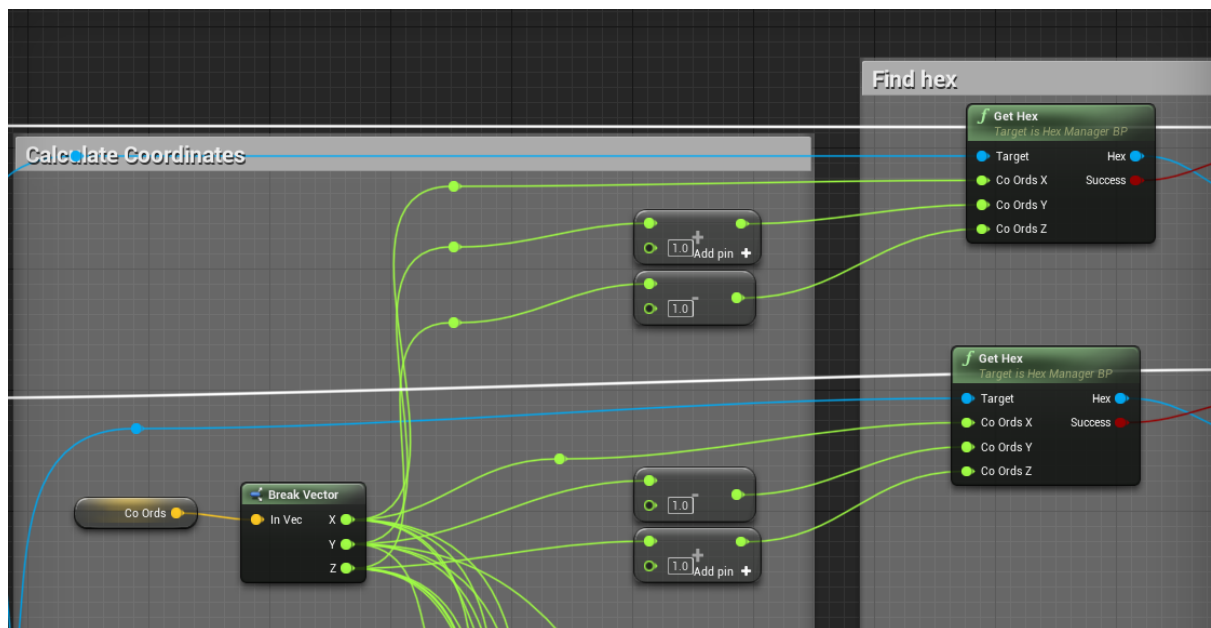 Find hex
Get Hex
Target is Hex Manager BP
Target Hex
Co Ords X Success
Co Ords Y
Co Ords Z
Calculate Coordinates
+
1.0 Add pin +
-
1.0
Get Hex
Target is Hex Manager BP
Target Hex
Co Ords X Success
Co Ords Y
Co Ords Z
Co Ords
Break Vector
In Vec X
Y
Z
-
1.0
+
1.0 Add pin +